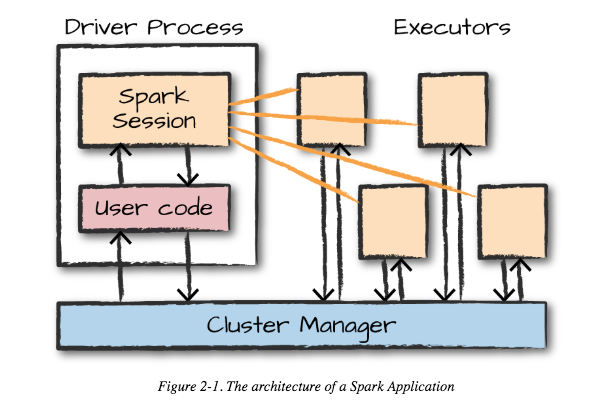 Driver Process
Executors
Spark
Session
User code
Cluster Manager
Figure 2-1. The architecture of a Spark Application